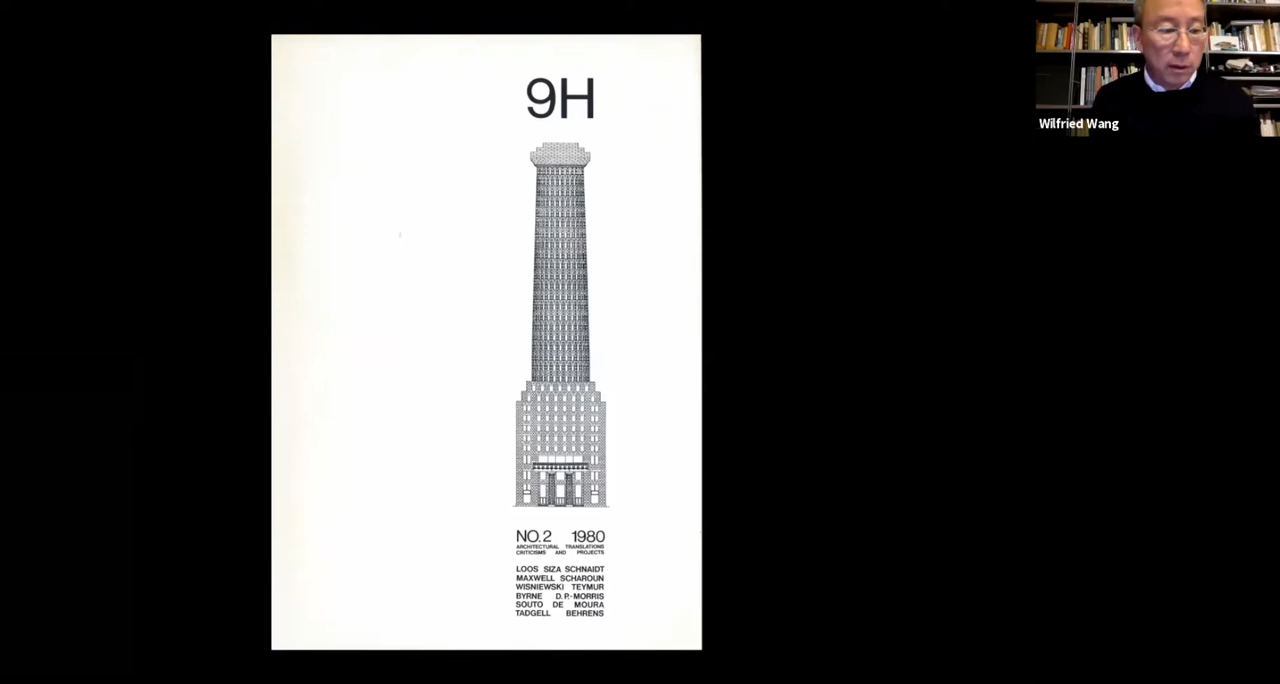 9H
NO. 2 1980
ARCHITECTURAL TRANSLATIONS
CRITICISMS AND PROJECTS
LOOS SIZA SCHNAIDT
MAXWELL SCHAROUN
WISNIEWSKI TEYMUR
BYRNE D. P.-MORRIS
SOUTO DE MOURA
TADGELL BEHRENS
Wilfried Wang